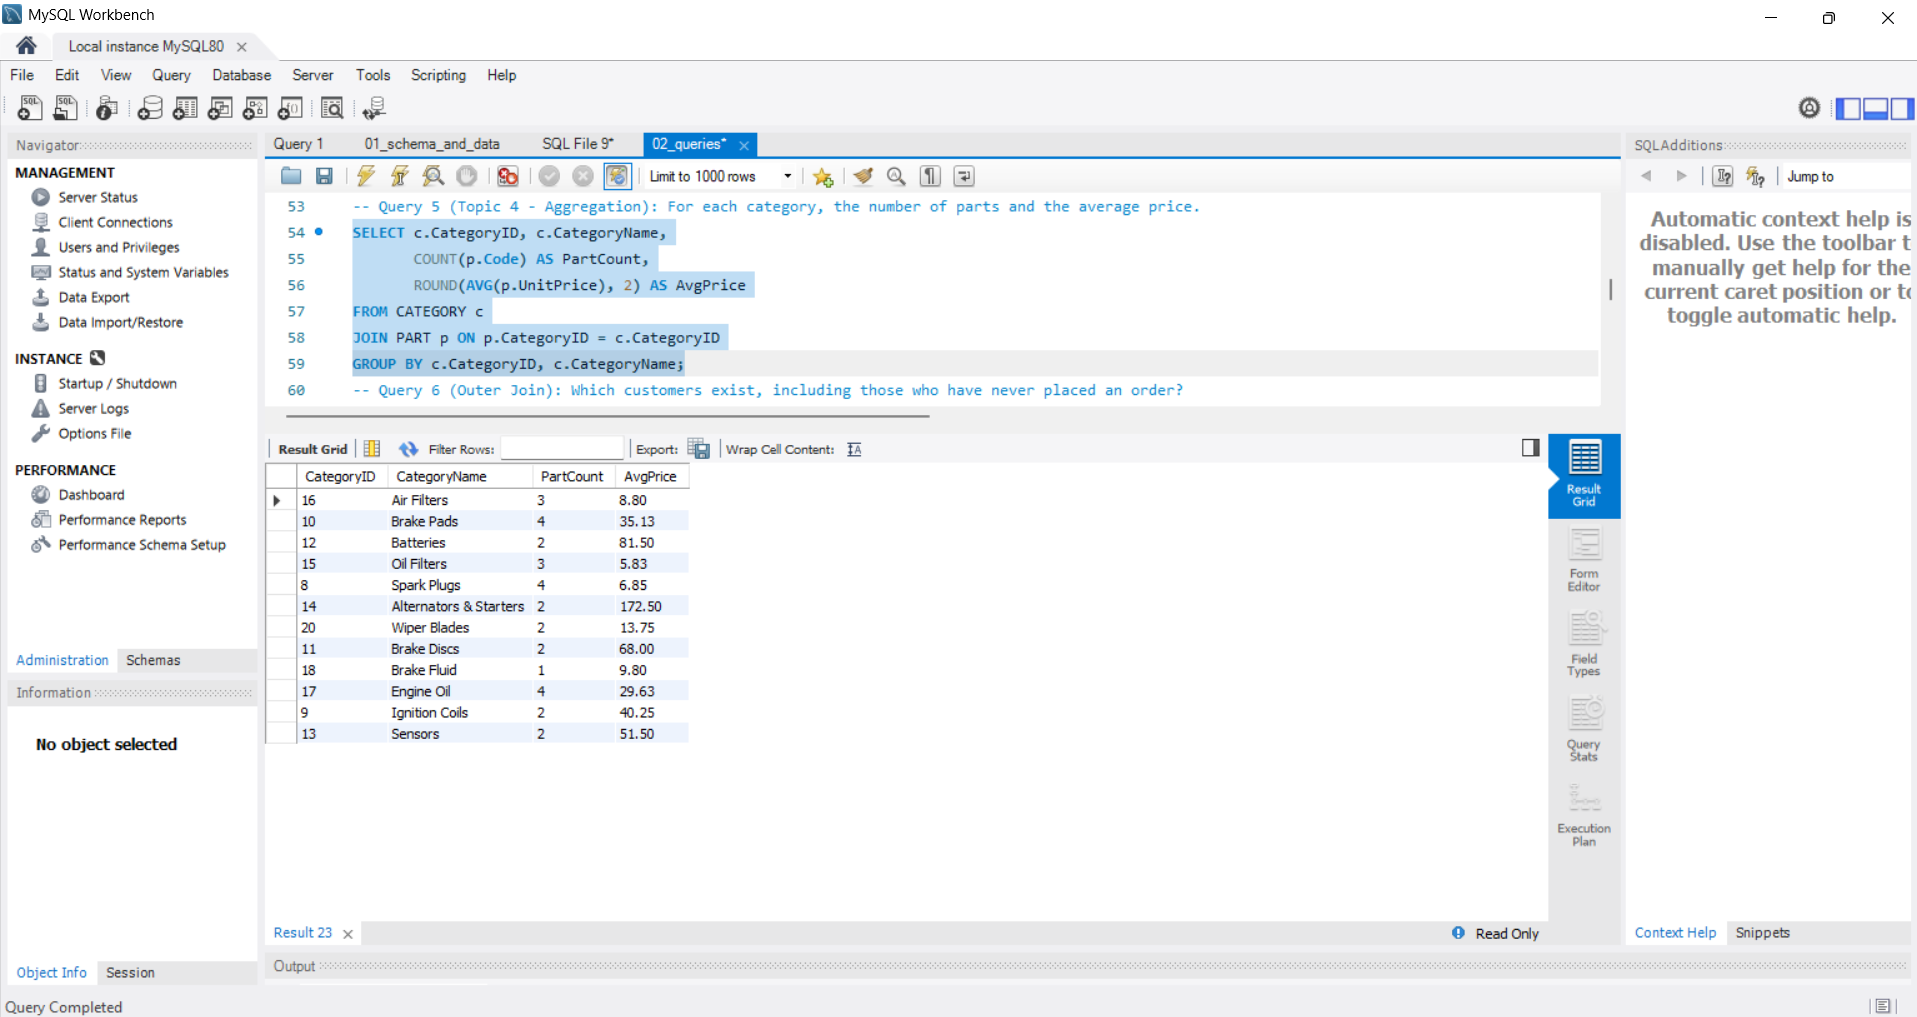 MySQL Workbench
Local instance MySQL80
File Edit View Query Database Server Tools Scripting Help
Navigator
MANAGEMENT
Server Status
Client Connections
Users and Privileges
Status and System Variables
Data Export
Data Import/Restore
INSTANCE
Startup / Shutdown
Server Logs
Options File
PERFORMANCE
Dashboard
Performance Reports
Performance Schema Setup
Administration Schemas
Information
No object selected
Object Info Session
Query 1 01_schema_and_data SQL File 9* 02_queries*
Limit to 1000 rows
53 -- Query 5 (Topic 4 - Aggregation): For each category, the number of parts and the average price.
54 SELECT c.CategoryID, c.CategoryName,
55 COUNT(p.Code) AS PartCount,
56 ROUND(AVG(p.UnitPrice), 2) AS AvgPrice
57 FROM CATEGORY c
58 JOIN PART p ON p.CategoryID = c.CategoryID
59 GROUP BY c.CategoryID, c.CategoryName;
60 -- Query 6 (Outer Join): Which customers exist, including those who have never placed an order?
Result Grid Filter Rows: Export: Wrap Cell Content:
CategoryID CategoryName PartCount AvgPrice
16 Air Filters 3 8.80
10 Brake Pads 4 35.13
12 Batteries 2 81.50
15 Oil Filters 3 5.83
8 Spark Plugs 4 6.85
14 Alternators & Starters 2 172.50
20 Wiper Blades 2 13.75
11 Brake Discs 2 68.00
18 Brake Fluid 1 9.80
17 Engine Oil 4 29.63
9 Ignition Coils 2 40.25
13 Sensors 2 51.50
Result
Grid
Form
Editor
Field
Types
Query
Stats
Execution
Plan
Result 23 Read Only
Output
SQLAdditions
Jump to
Automatic context help is
disabled. Use the toolbar t
manually get help for the
current caret position or to
toggle automatic help.
Context Help Snippets
Query Completed